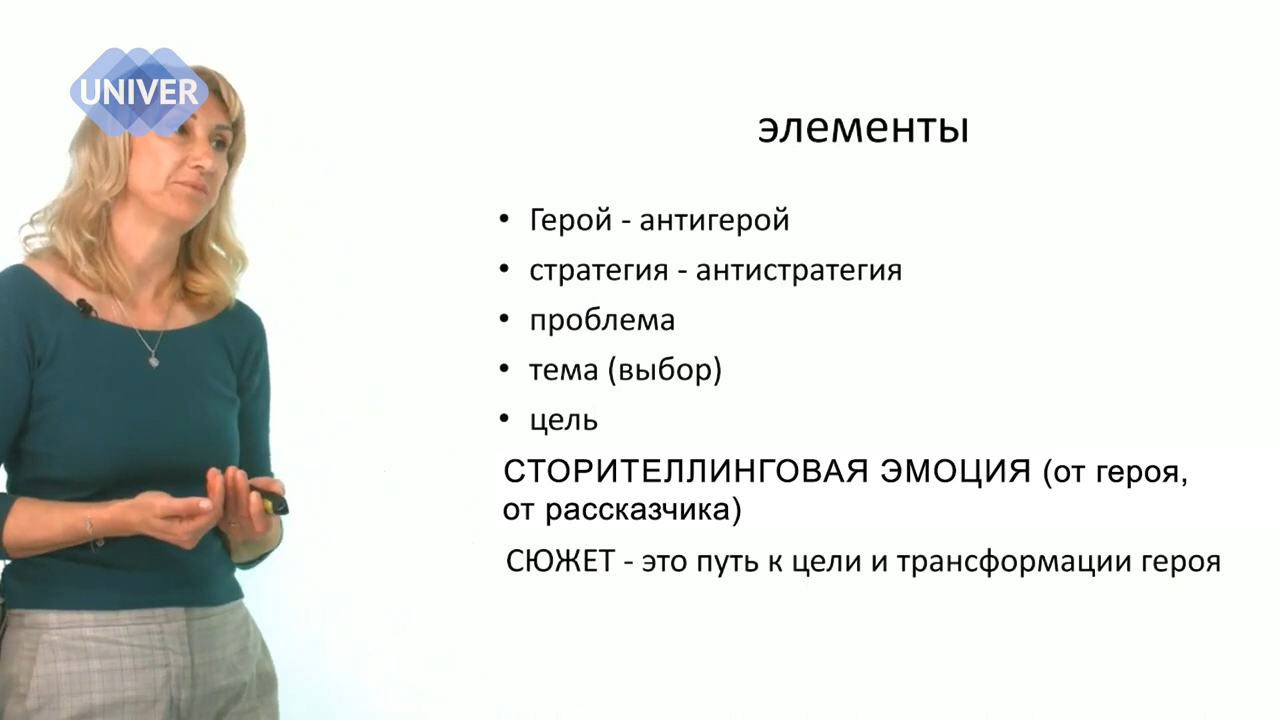 UNIVER
элементы
• Герой - антигерой
• стратегия - антистратегия
• проблема
• тема (выбор)
• цель
СТОРИТЕЛЛИНГОВАЯ ЭМОЦИЯ (от героя,
от рассказчика)
СЮЖЕТ - это путь к цели и трансформации героя